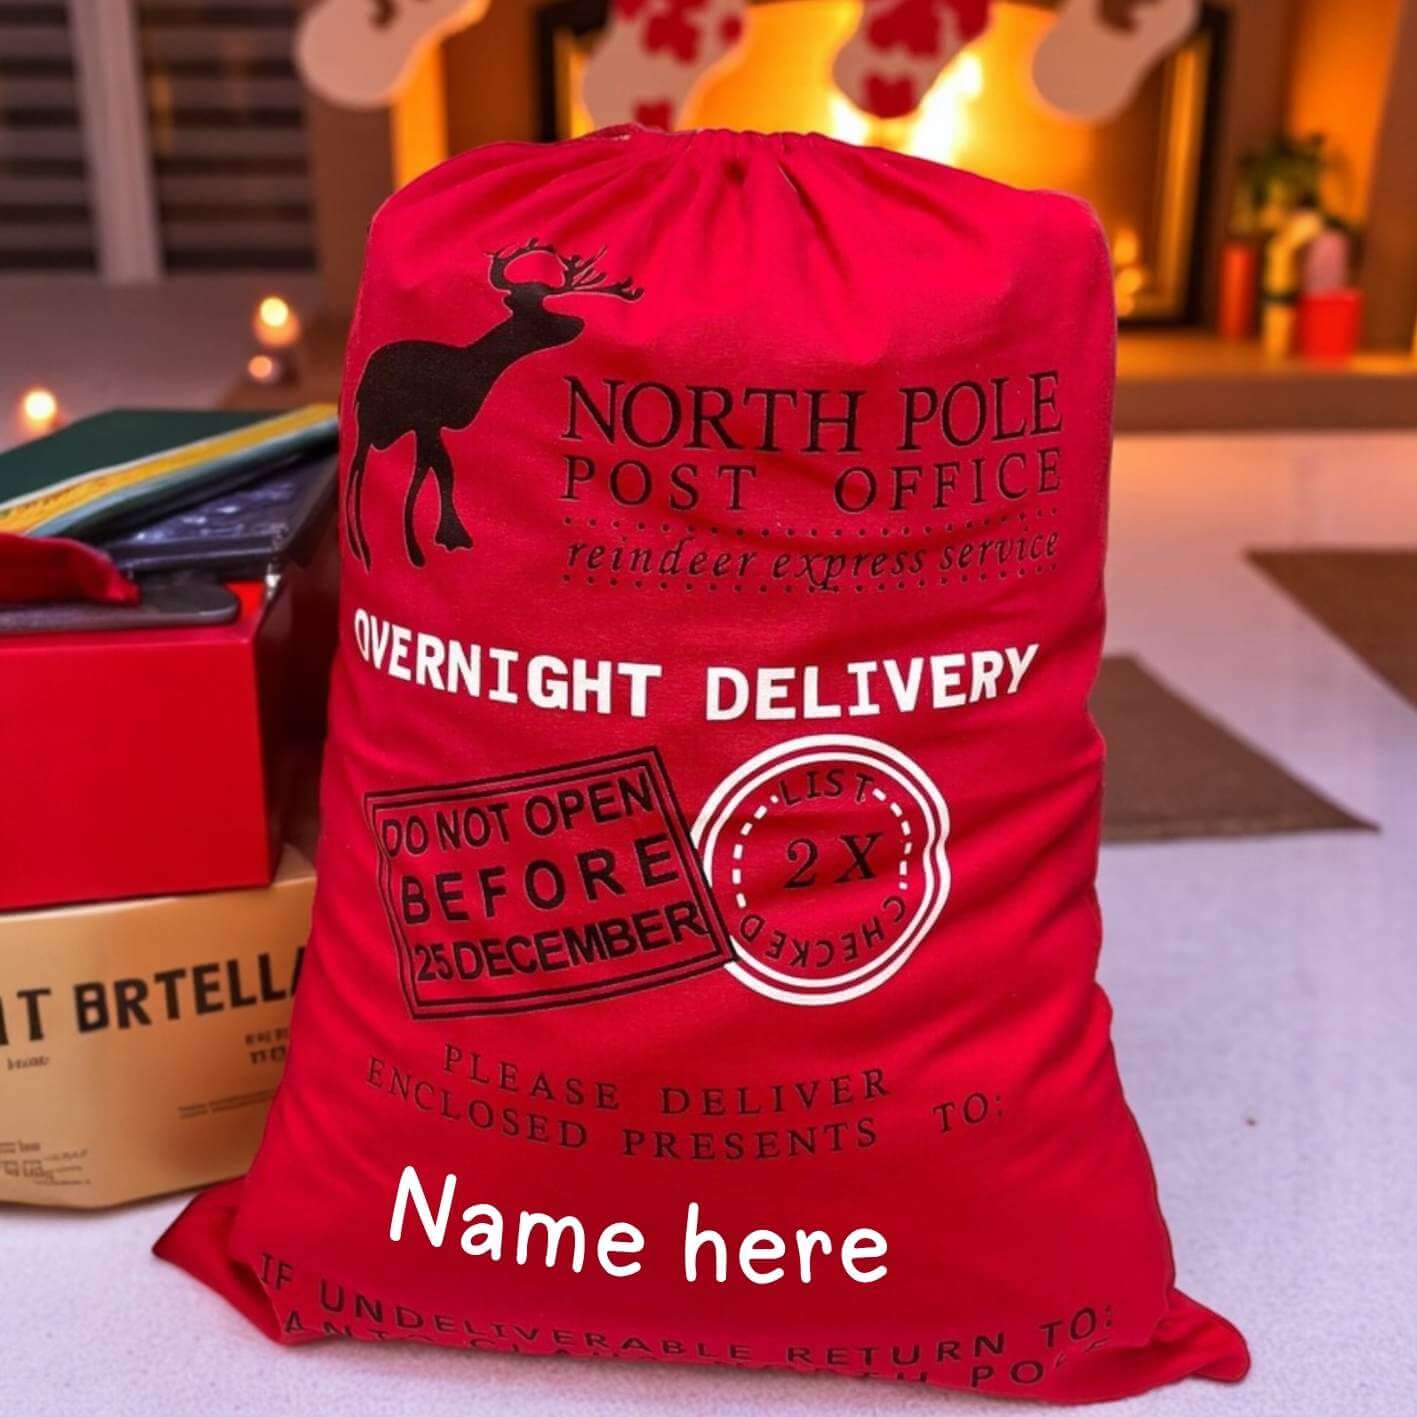 NORTH POLE
POST OFFICE
reindeer express service
OVERNIGHT DELIVERY
DO NOT OPEN
BEFORE
25 DECEMBER
LIST
2X
CHECKED
PLEASE DELIVER
ENCLOSED PRESENTS TO:
Name here
IF UNDELIVERABLE RETURN TO:
BRTELLA